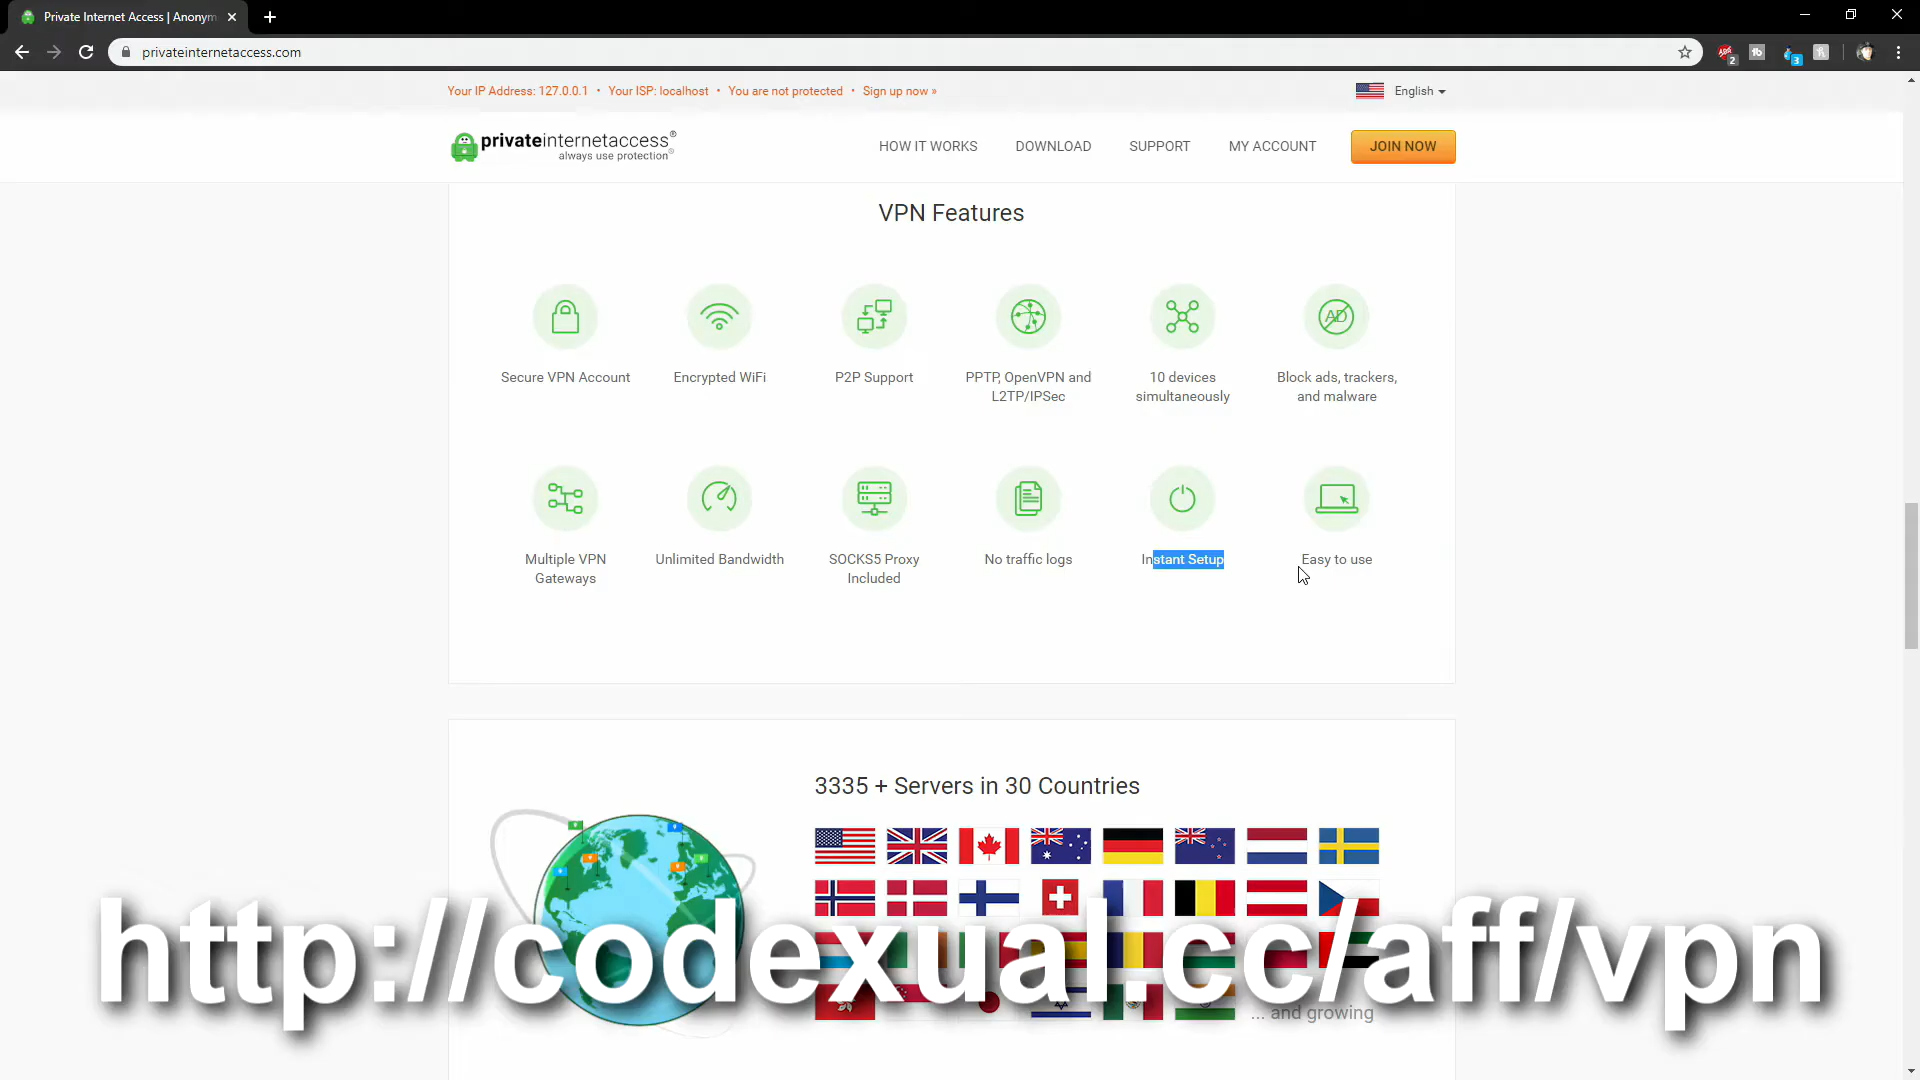 Private Internet Access | Anonym
privateinternetaccess.com
2
3
Your IP Address: 127.0.0.1 • Your ISP: localhost • You are not protected • Sign up now »
English
privateinternetaccess®
always use protection®
HOW IT WORKS
DOWNLOAD
SUPPORT
MY ACCOUNT
JOIN NOW
VPN Features
AD
Secure VPN Account
Encrypted WiFi
P2P Support
PPTP, OpenVPN and
L2TP/IPSec
10 devices
simultaneously
Block ads, trackers,
and malware
Multiple VPN
Gateways
Unlimited Bandwidth
SOCKS5 Proxy
Included
No traffic logs
Instant Setup
Easy to use
3335 + Servers in 30 Countries
http://codexual.cc/aff/vpn
... and growing